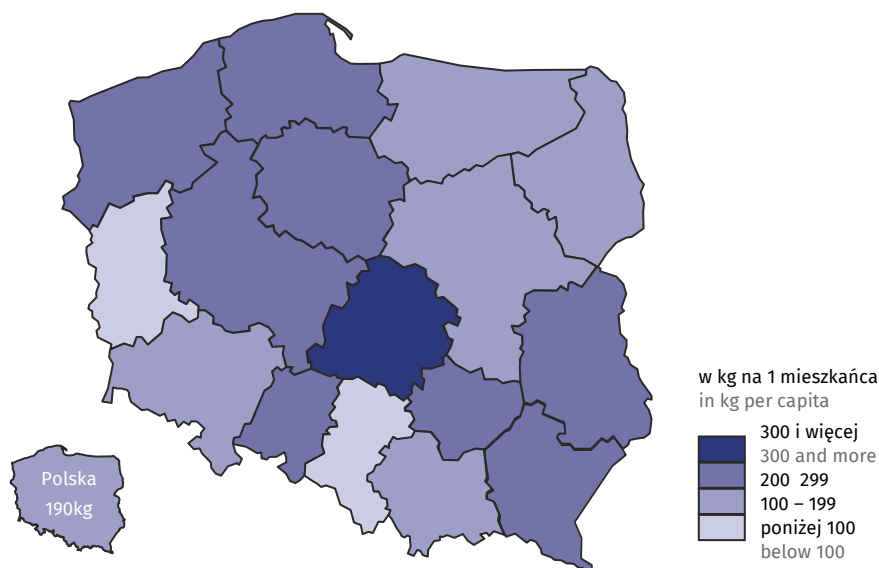 w kg na 1 mieszkańca
in kg per capita
300 i więcej
300 and more
200 299
100 – 199
poniżej 100
below 100
Polska
190kg